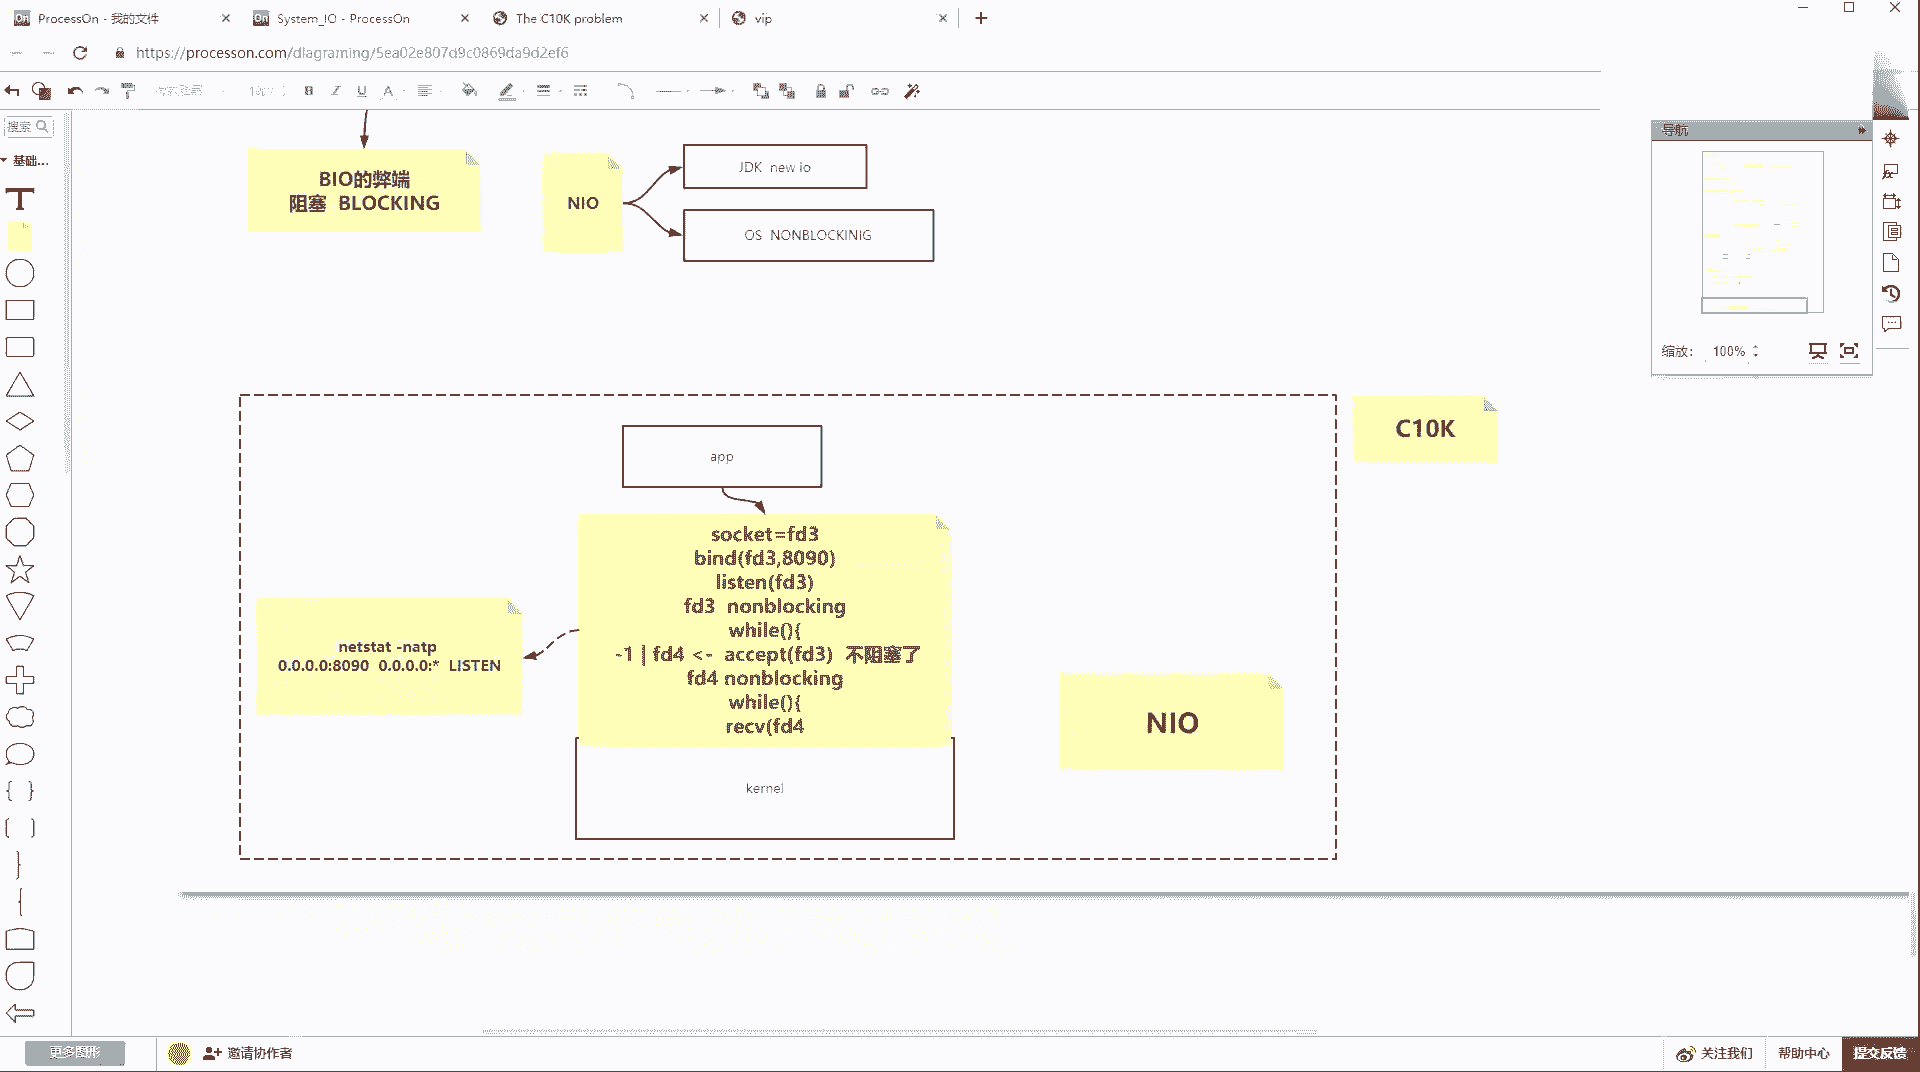 ProcessOn - 我的文件
System_IO - ProcessOn
The C10K problem
vip
https://processon.com/diagraming/5ea02e807d9c0869da9d2ef6
B I U A
搜索
基础...
T
BIO的弊端
阻塞 BLOCKING
NIO
JDK new io
OS NONBLOCKINIG
导航
缩放: 100%
C10K
app
socket=fd3
bind(fd3,8090)
listen(fd3)
fd3 nonblocking
while(){
-1 | fd4 <- accept(fd3) 不阻塞了
fd4 nonblocking
while(){
recv(fd4
netstat -natp
0.0.0.0:8090 0.0.0.0:* LISTEN
NIO
kernel
更多图形
邀请协作者
关注我们
帮助中心
提交反馈